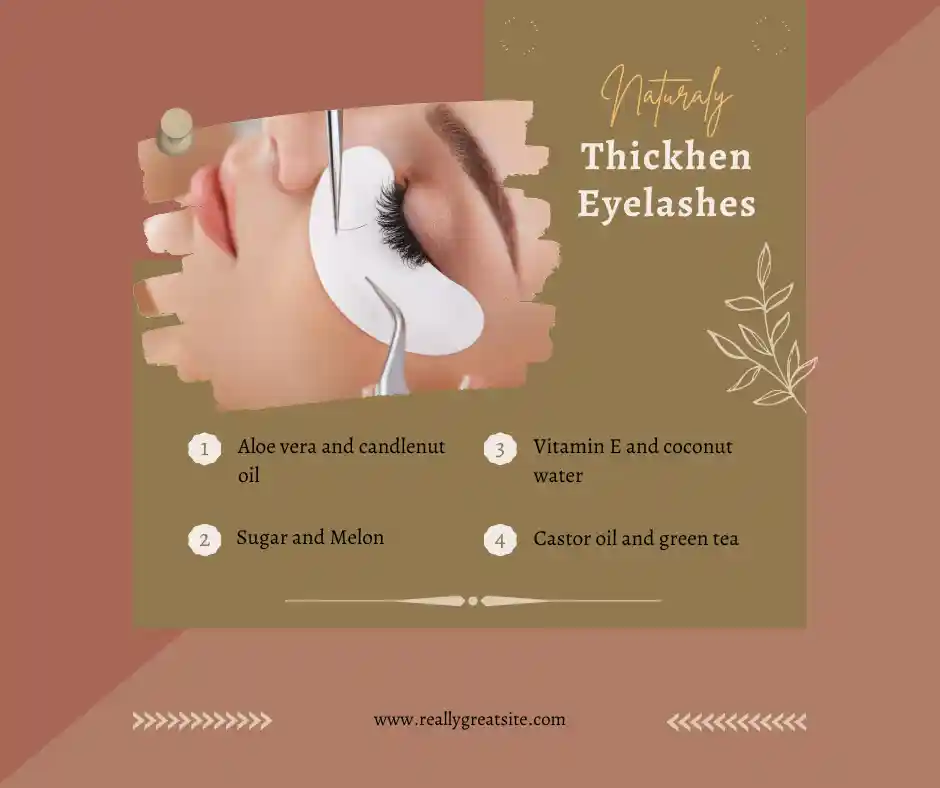 Naturaly
Thickhen
Eyelashes
1 Aloe vera and candlenut
oil
2 Sugar and Melon
3 Vitamin E and coconut
water
4 Castor oil and green tea
www.reallygreatsite.com